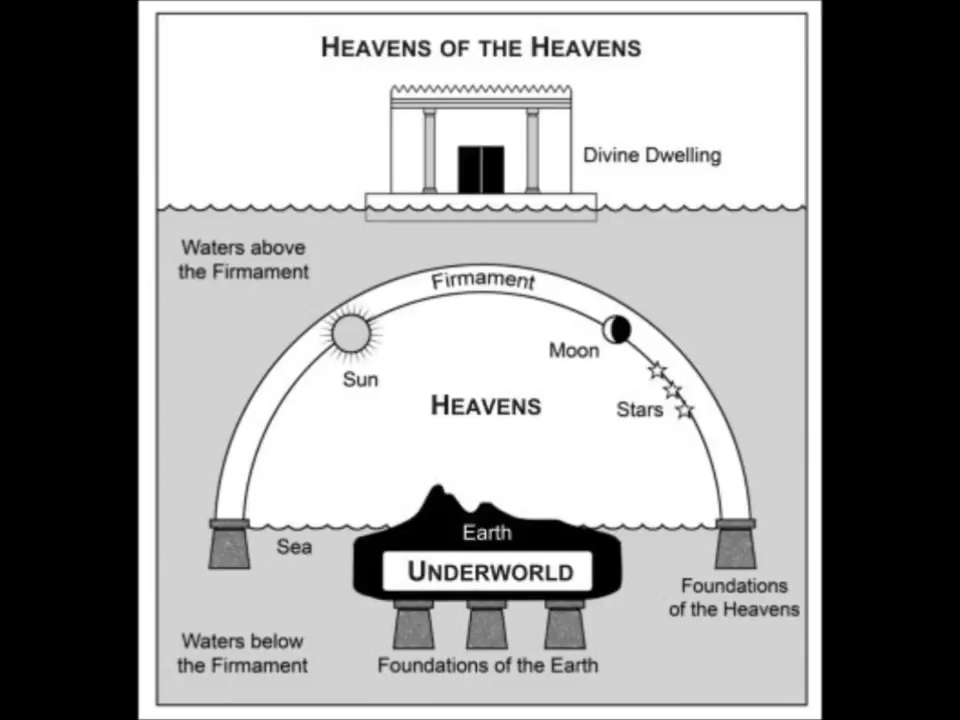 HEAVENS OF THE HEAVENS
Divine Dwelling
Waters above
the Firmament
Firmament
Moon
Sun
HEAVENS
Stars
Earth
Sea
UNDERWORLD
Foundations
of the Heavens
Waters below
the Firmament
Foundations of the Earth